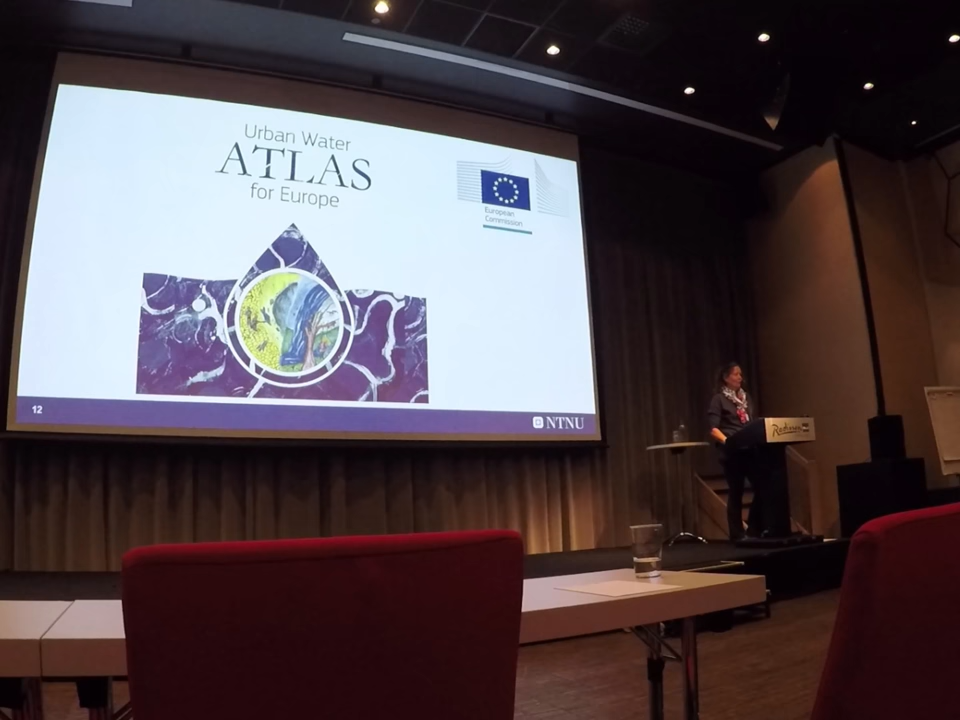 Urban Water
ATLAS
for Europe
European
Commission
12
NTNU
Radisson